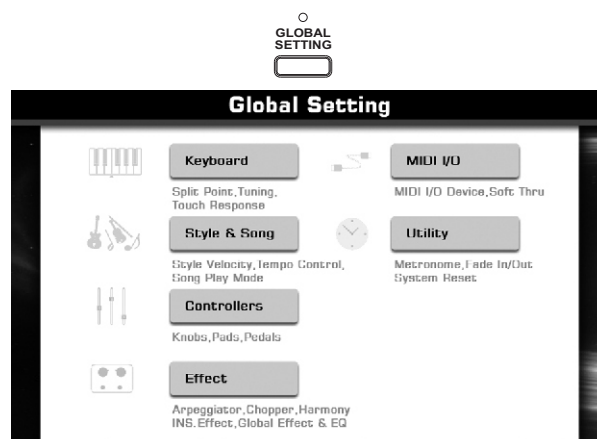 GLOBAL
SETTING
Global Setting
Keyboard
Split Point,Tuning,
Touch Response
Style & Song
Style Velocity,Tempo Control,
Song Play Mode
Controllers
Knobs,Pads,Pedals
Effect
Arpeggiator,Chopper,Harmony
INS.Effect,Global Effect & EQ
MIDI I/O
MIDI I/O Device,Soft Thru
Utility
Metronome,Fade In/Out
System Reset